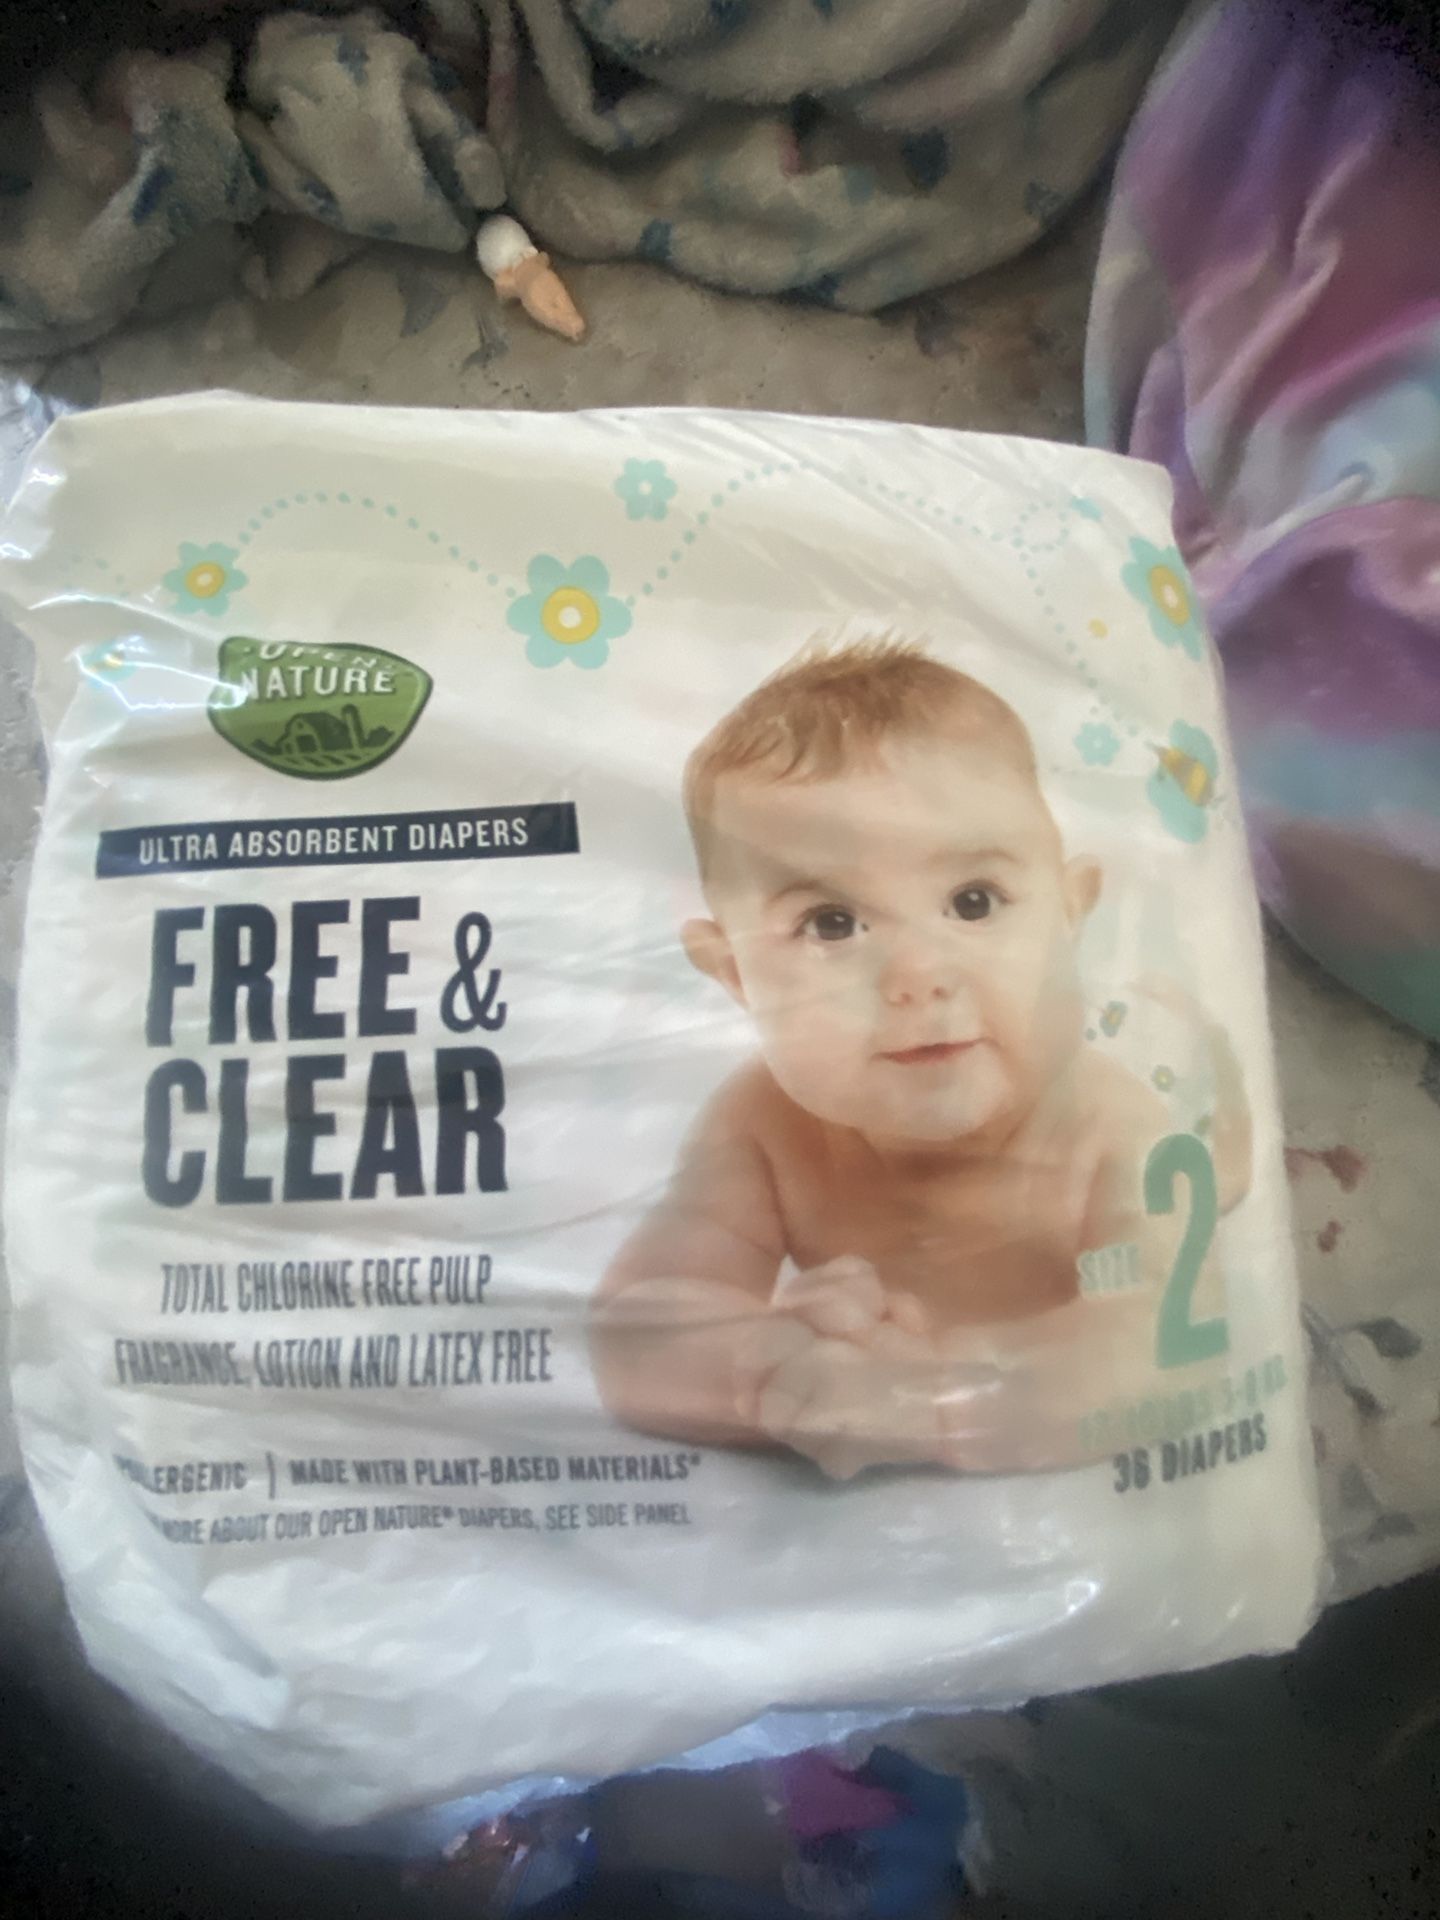 OPEN
NATURE
ULTRA ABSORBENT DIAPERS
FREE &
CLEAR
TOTAL CHLORINE FREE PULP
FRAGRANCE, LOTION AND LATEX FREE
MADE WITH PLANT-BASED MATERIALS*
MORE ABOUT OUR OPEN NATURE® DIAPERS, SEE SIDE PANEL
SIZE 2
36 DIAPERS